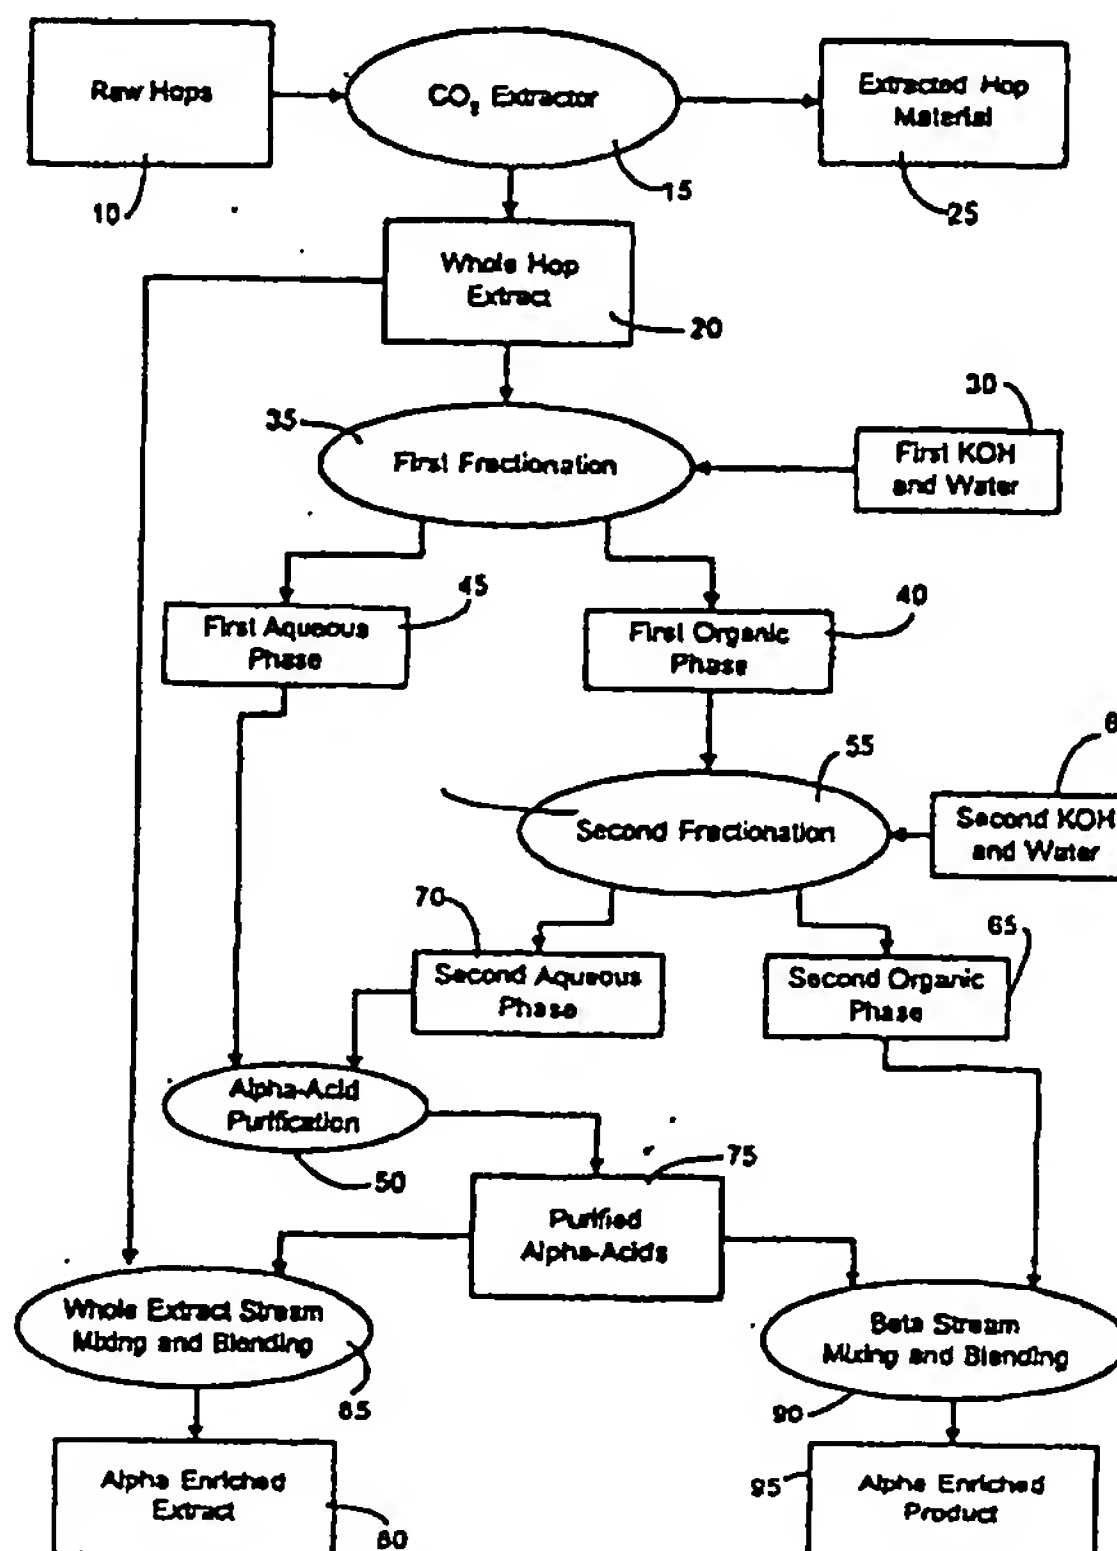 Raw Hops
CO2 Extractor
Extracted Hop
Material
10
15
25
Whole Hop
Extract
20
30
35
First Fractionation
First KOH
and Water
45
40
First Aqueous
Phase
First Organic
Phase
55
6
Second Fractionation
Second KOH
and Water
70
65
Second Aqueous
Phase
Second Organic
Phase
Alpha-Acid
Purification
50
75
Purified
Alpha-Acids
Whole Extract Stream
Mixing and Blending
Beta Stream
Mixing and Blending
85
90
Alpha Enriched
Extract
80
95
Alpha Enriched
Product